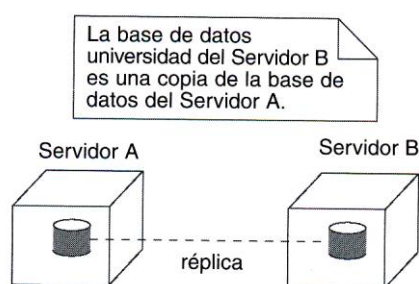 La base de datos
universidad del Servidor B
es una copia de la base de
datos del Servidor A.
Servidor A
Servidor B
réplica